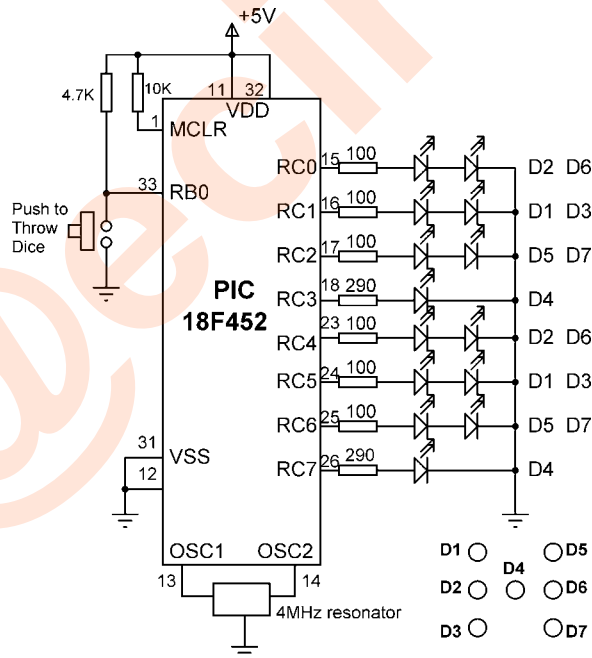 +5V
4.7K
10K
11 32
VDD
1 MCLR
33 RB0
Push to
Throw
Dice
PIC
18F452
RC0 15 100 D2 D6
RC1 16 100 D1 D3
RC2 17 100 D5 D7
RC3 18 290 D4
RC4 23 100 D2 D6
RC5 24 100 D1 D3
RC6 25 100 D5 D7
RC7 26 290 D4
31 VSS
12
OSC1 OSC2
13 14
4MHz resonator
D1 D5
D4
D2 D6
D3 D7